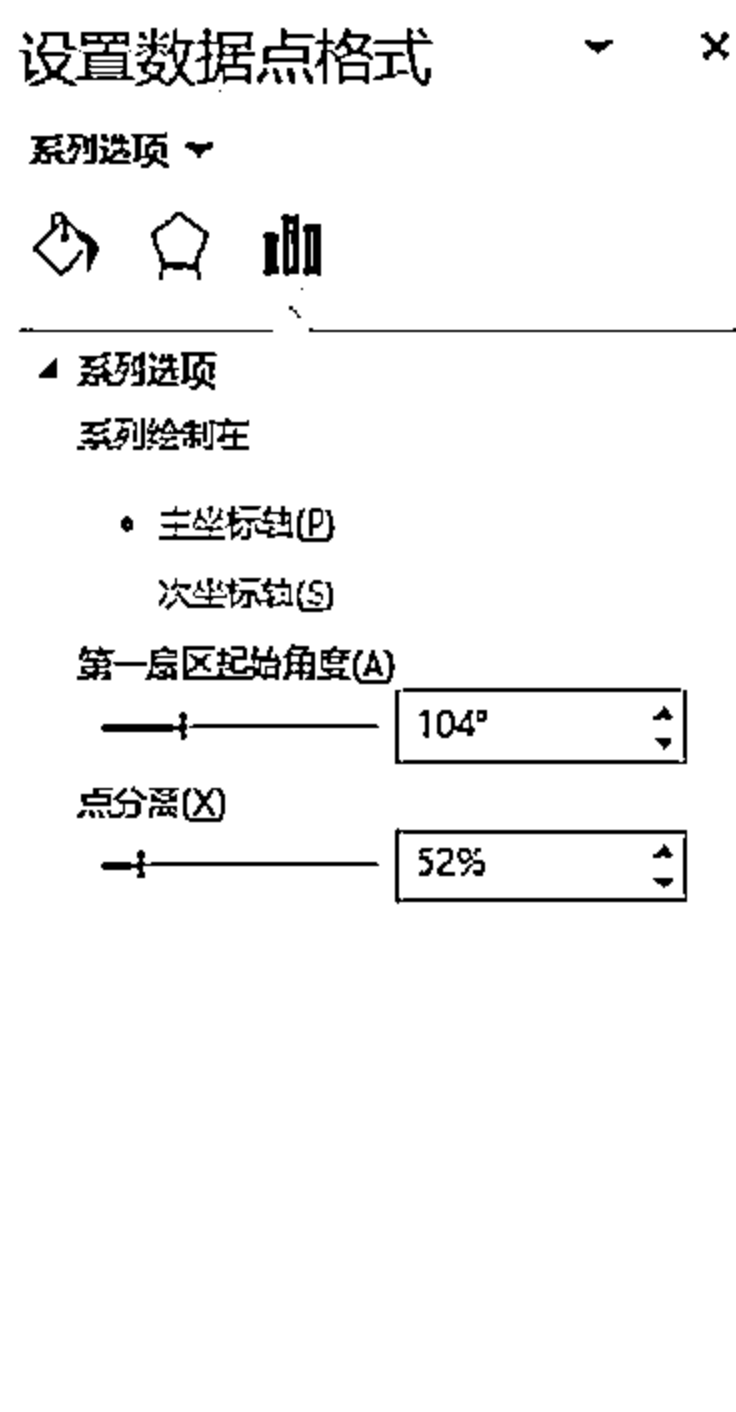 设置数据点格式
系列选项
系列选项
系列绘制在
主坐标轴(P)
次坐标轴(S)
第一扇区起始角度(A)
104°
点分离(X)
52%